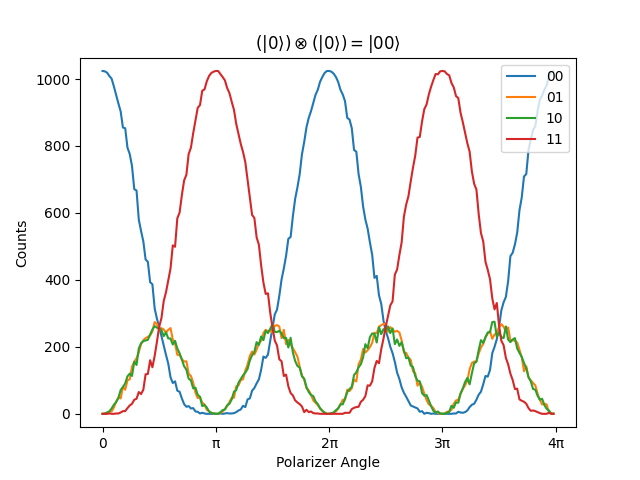 (|0⟩) ⊗ (|0⟩) = |00⟩
1000
800
600
400
200
0
Counts
00
01
10
11
0
π
2π
3π
4π
Polarizer Angle